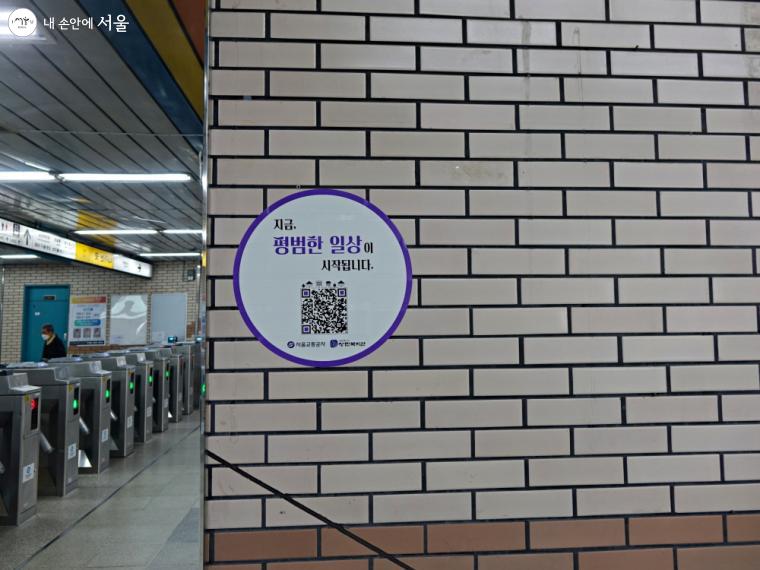 내 손안에 서울
지금,
평범한 일상이
시작됩니다.
서울교통공사